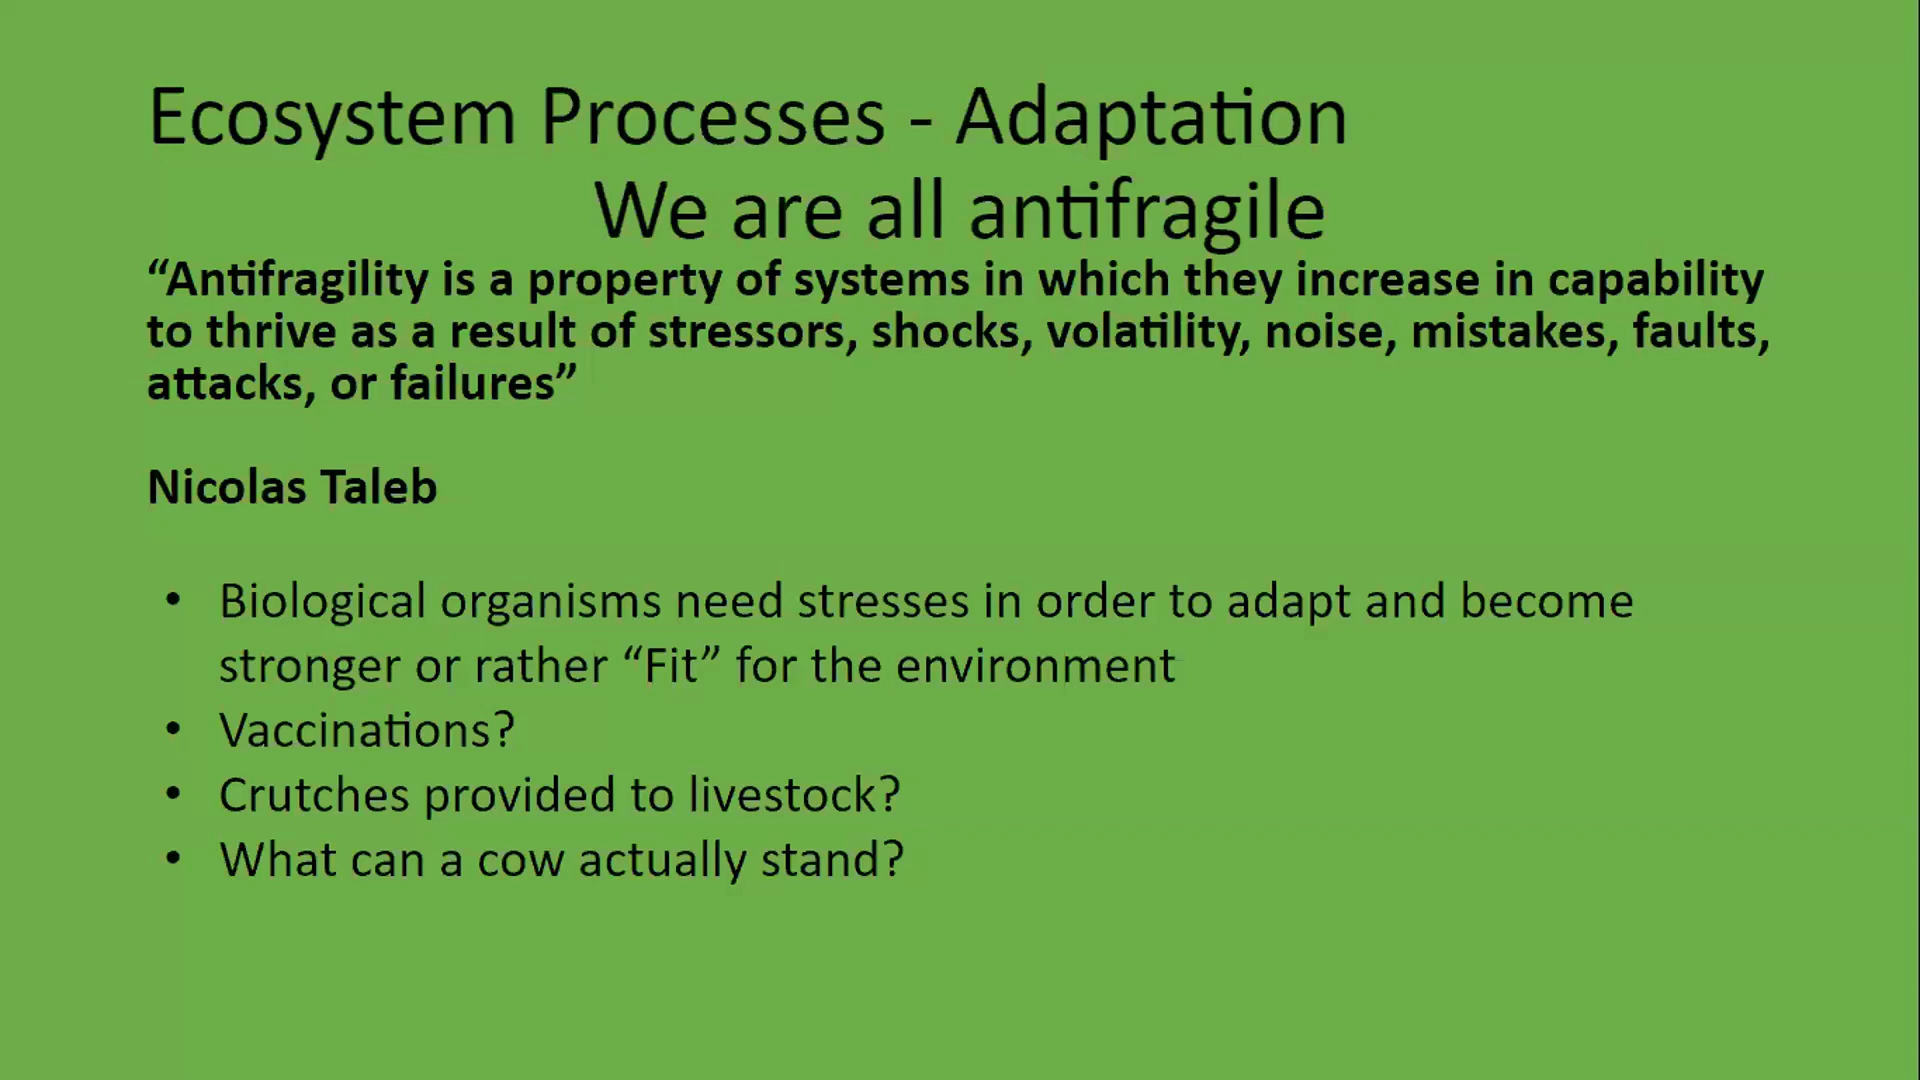 Ecosystem Processes - Adaptation
We are all antifragile
“Antifragility is a property of systems in which they increase in capability
to thrive as a result of stressors, shocks, volatility, noise, mistakes, faults,
attacks, or failures”
Nicolas Taleb
• Biological organisms need stresses in order to adapt and become
stronger or rather “Fit” for the environment
• Vaccinations?
• Crutches provided to livestock?
• What can a cow actually stand?